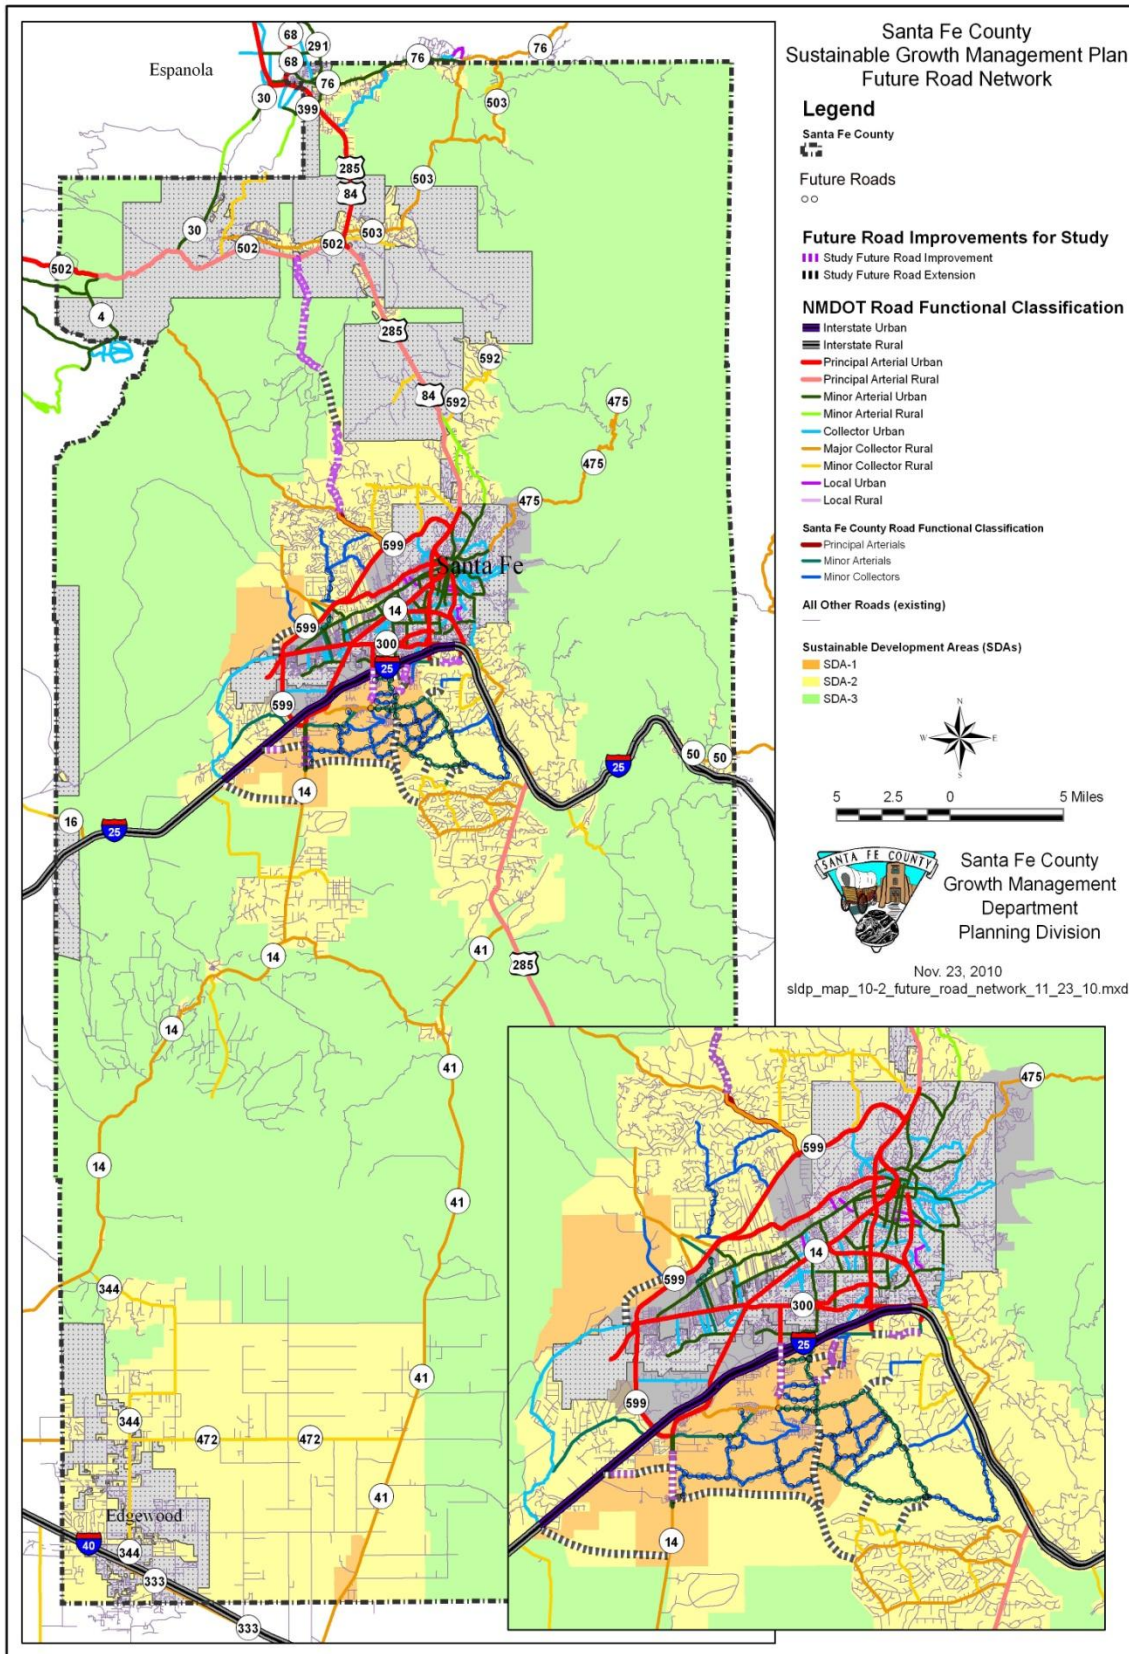 Santa Fe County
Sustainable Growth Management Plan
Future Road Network
Legend
Santa Fe County
Future Roads
Future Road Improvements for Study
Study Future Road Improvement
Study Future Road Extension
NMDOT Road Functional Classification
Interstate Urban
Interstate Rural
Principal Arterial Urban
Principal Arterial Rural
Minor Arterial Urban
Minor Arterial Rural
Collector Urban
Major Collector Rural
Minor Collector Rural
Local Urban
Local Rural
Santa Fe County Road Functional Classification
Principal Arterials
Minor Arterials
Minor Collectors
All Other Roads (existing)
Sustainable Development Areas (SDAs)
SDA-1
SDA-2
SDA-3
N
W E
S
5 2.5 0 5 Miles
SANTA FE COUNTY
Santa Fe County
Growth Management
Department
Planning Division
Nov. 23, 2010
sldp_map_10-2_future_road_network_11_23_10.mxd
68
291
68
76
76
Espanola
76
30
399
503
285
503
84
30
503
502
502
502
4
285
592
84
592
475
475
475
599
Santa Fe
14
599
300
25
599
50
50
25
14
16
25
14
41
285
14
41
14
41
344
41
344
472
472
41
Edgewood
40
344
333
333
475
599
14
599
300
25
599
14